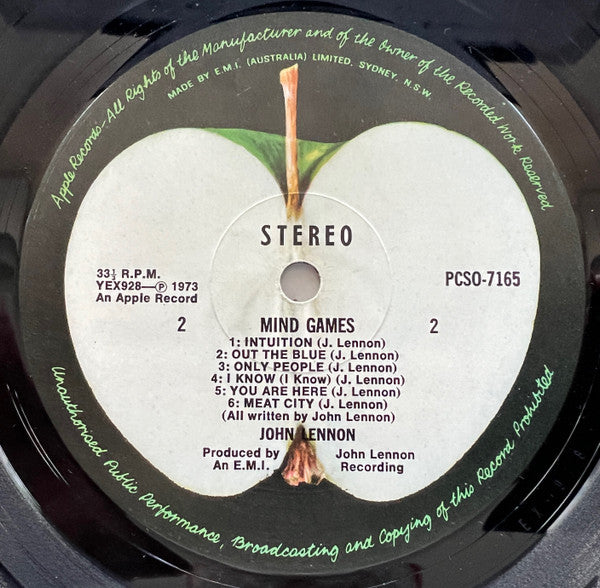 Apple Records-All Rights of the Manufacturer and of the Owner of the Recorded Work Reserved
MADE BY E.M.I. (AUSTRALIA) LIMITED, SYDNEY, N.S.W.
STEREO
33⅓ R.P.M.
YEX928—Ⓟ 1973
An Apple Record
PCSO-7165
2
MIND GAMES
2
1: INTUITION (J. Lennon)
2: OUT THE BLUE (J. Lennon)
3: ONLY PEOPLE (J. Lennon)
4: I KNOW (I Know) (J. Lennon)
5: YOU ARE HERE (J. Lennon)
6: MEAT CITY (J. Lennon)
(All written by John Lennon)
JOHN LENNON
Produced by John Lennon
An E.M.I. Recording
Unauthorised Public Performance, Broadcasting and Copying of this Record Prohibited